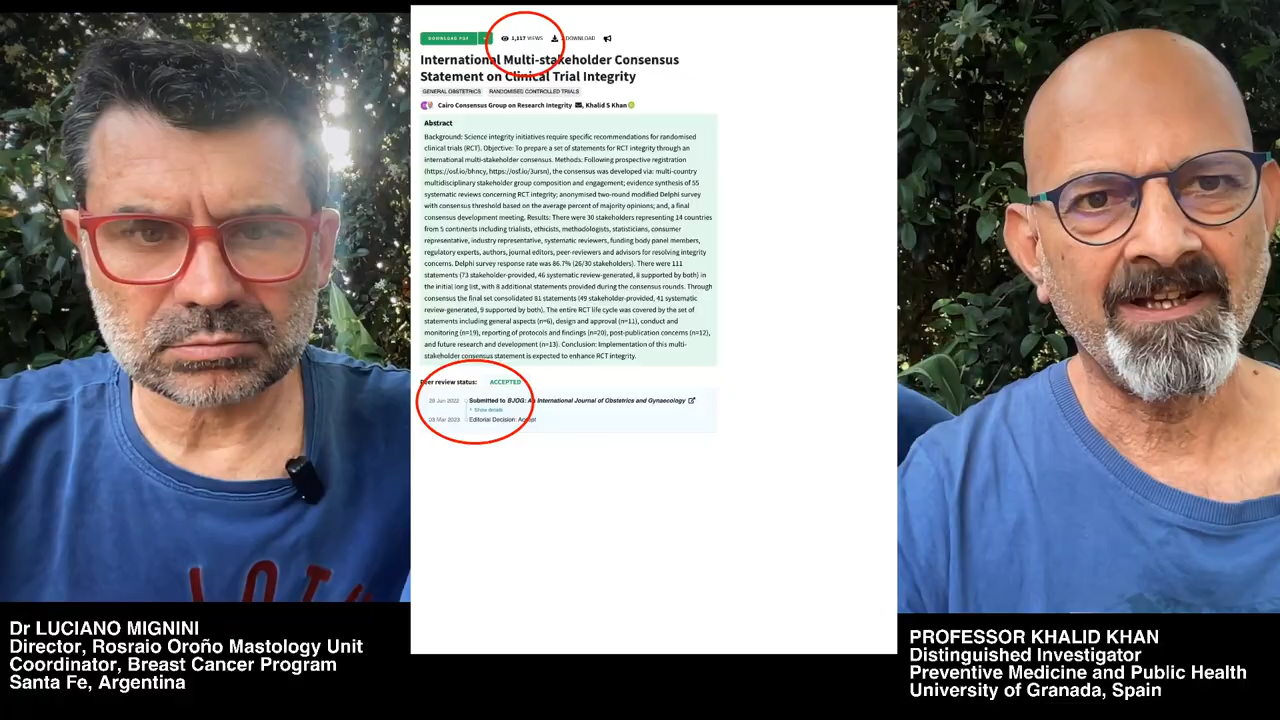 DOWNLOAD PDF
1,117 VIEWS
DOWNLOAD
International Multi-stakeholder Consensus
Statement on Clinical Trial Integrity
GENERAL OBSTETRICS
RANDOMISED CONTROLLED TRIALS
Cairo Consensus Group on Research Integrity , Khalid S Khan
Abstract
Background: Science integrity initiatives require specific recommendations for randomised
clinical trials (RCT). Objective: To prepare a set of statements for RCT integrity through an
international multi-stakeholder consensus. Methods: Following prospective registration
(https://osf.io/bhncy, https://osf.io/3ursn), the consensus was developed via: multi-country
multidisciplinary stakeholder group composition and engagement; evidence synthesis of 55
systematic reviews concerning RCT integrity; anonymised two-round modified Delphi survey
with consensus threshold based on the average percent of majority opinions; and, a final
consensus development meeting. Results: There were 30 stakeholders representing 14 countries
from 5 continents including trialists, ethicists, methodologists, statisticians, consumer
representative, industry representative, systematic reviewers, funding body panel members,
regulatory experts, authors, journal editors, peer-reviewers and advisors for resolving integrity
concerns. Delphi survey response rate was 86.7% (26/30 stakeholders). There were 111
statements (73 stakeholder-provided, 46 systematic review-generated, 8 supported by both) in
the initial long list, with 8 additional statements provided during the consensus rounds. Through
consensus the final set consolidated 81 statements (49 stakeholder-provided, 41 systematic
review-generated, 9 supported by both). The entire RCT life cycle was covered by the set of
statements including general aspects (n=6), design and approval (n=11), conduct and
monitoring (n=19), reporting of protocols and findings (n=20), post-publication concerns (n=12),
and future research and development (n=13). Conclusion: Implementation of this multi-
stakeholder consensus statement is expected to enhance RCT integrity.
Peer review status: ACCEPTED
Jun 2022 Submitted to BJOG: An International Journal of Obstetrics and Gynaecology
Show details
03 Mar 2023 Editorial Decision: Accept
Dr LUCIANO MIGNINI
Director, Rosraio Oroño Mastology Unit
Coordinator, Breast Cancer Program
Santa Fe, Argentina
PROFESSOR KHALID KHAN
Distinguished Investigator
Preventive Medicine and Public Health
University of Granada, Spain